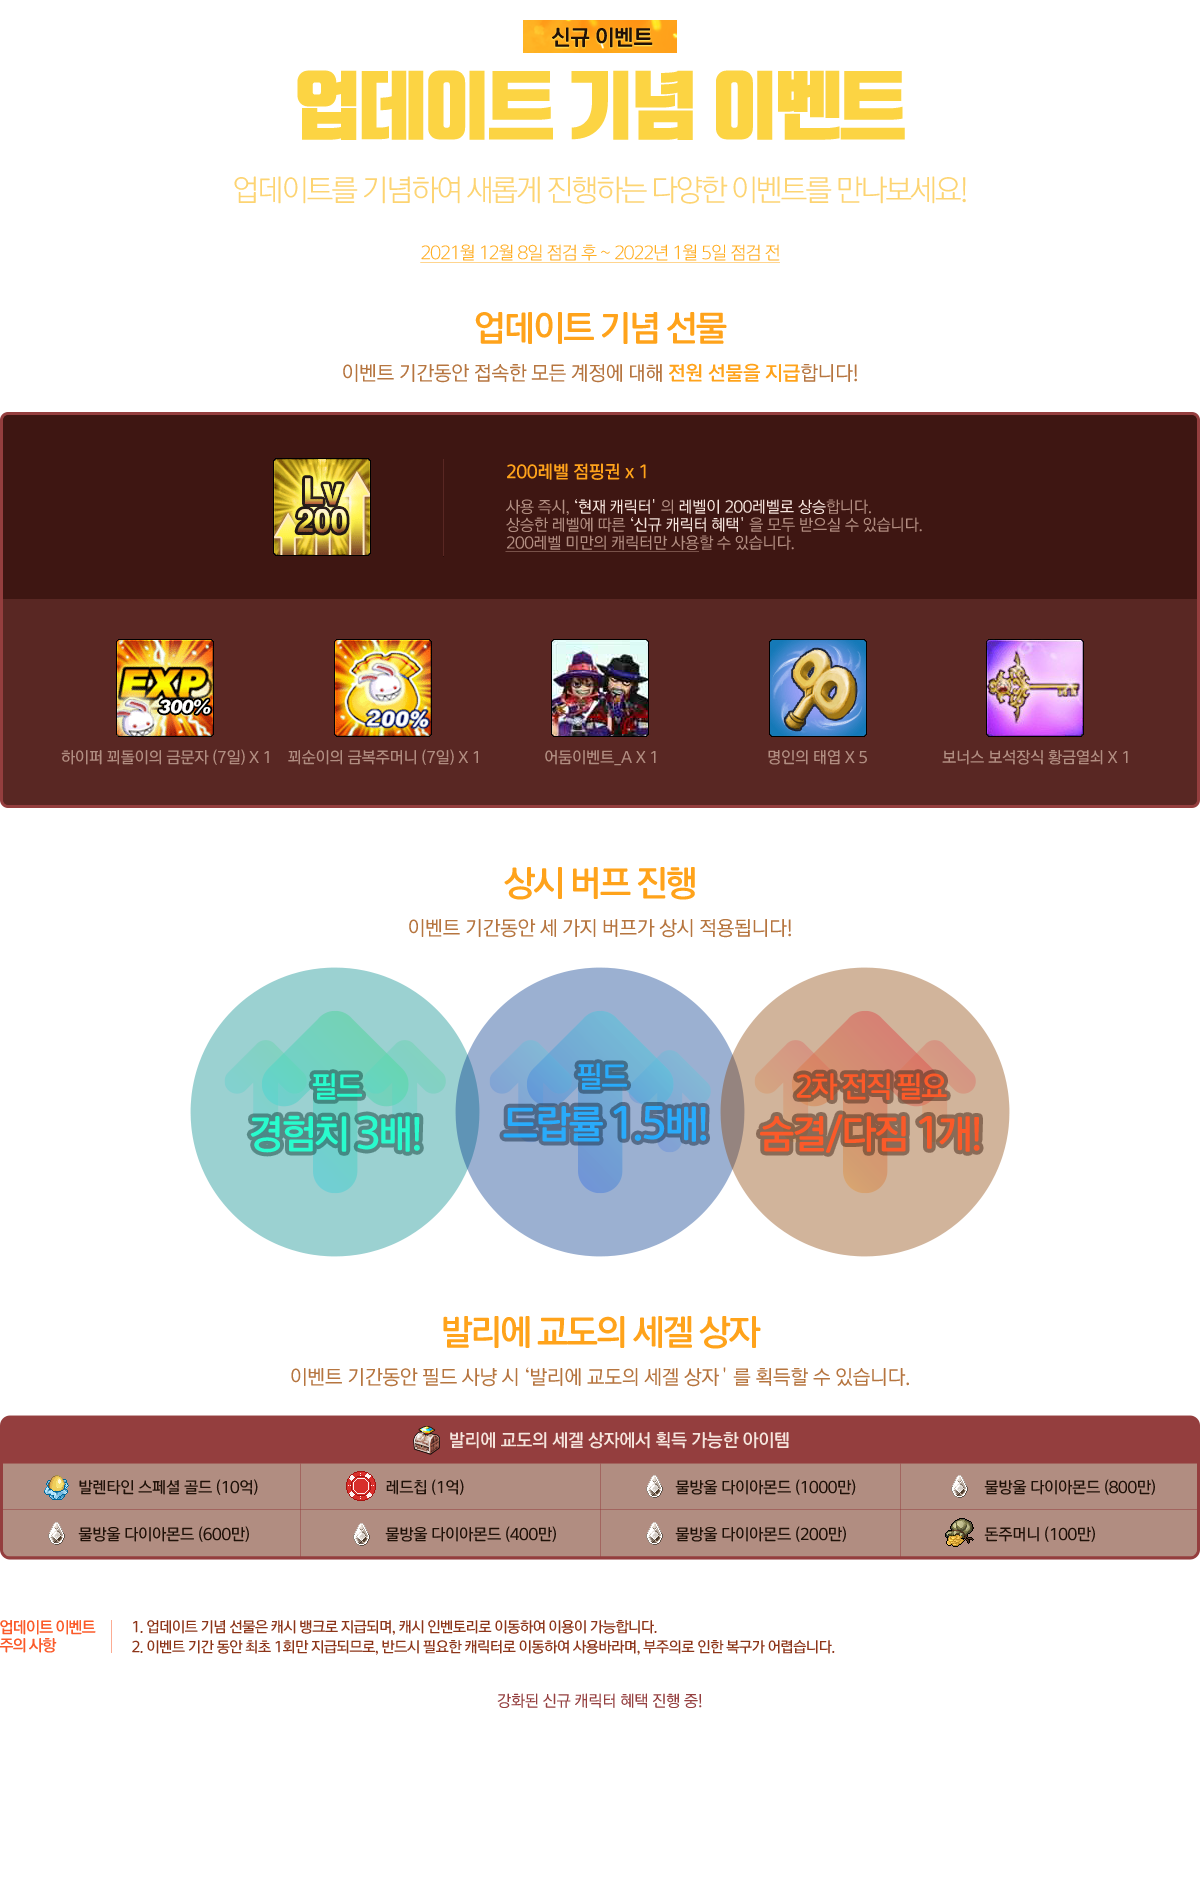 신규 이벤트
업데이트 기념 이벤트
업데이트를 기념하여 새롭게 진행하는 다양한 이벤트를 만나보세요!
2021월 12월 8일 점검 후 ~ 2022년 1월 5일 점검 전
업데이트 기념 선물
이벤트 기간동안 접속한 모든 계정에 대해 전원 선물을 지급합니다!
Lv
200
200레벨 점핑권 x 1
사용 즉시, ‘현재 캐릭터' 의 레벨이 200레벨로 상승합니다.
상승한 레벨에 따른 ‘신규 캐릭터 혜택' 을 모두 받으실 수 있습니다.
200레벨 미만의 캐릭터만 사용할 수 있습니다.
EXP
300%
200%
하이퍼 꾀돌이의 금문자 (7일) X 1
꾀순이의 금복주머니 (7일) X 1
어둠이벤트_A X 1
명인의 태엽 X 5
보너스 보석장식 황금열쇠 X 1
상시 버프 진행
이벤트 기간동안 세 가지 버프가 상시 적용됩니다!
필드
경험치 3배!
필드
드랍률 1.5배!
2차 전직 필요
숨결/다짐 1개!
발리에 교도의 세겔 상자
이벤트 기간동안 필드 사냥 시 ‘발리에 교도의 세겔 상자' 를 획득할 수 있습니다.
발리에 교도의 세겔 상자에서 획득 가능한 아이템
발렌타인 스페셜 골드 (10억)
레드칩 (1억)
물방울 다이아몬드 (1000만)
물방울 다이아몬드 (800만)
물방울 다이아몬드 (600만)
물방울 다이아몬드 (400만)
물방울 다이아몬드 (200만)
돈주머니 (100만)
업데이트 이벤트
주의 사항
1. 업데이트 기념 선물은 캐시 뱅크로 지급되며, 캐시 인벤토리로 이동하여 이용이 가능합니다.
2. 이벤트 기간 동안 최초 1회만 지급되므로, 반드시 필요한 캐릭터로 이동하여 사용바라며, 부주의로 인한 복구가 어렵습니다.
강화된 신규 캐릭터 혜택 진행 중!